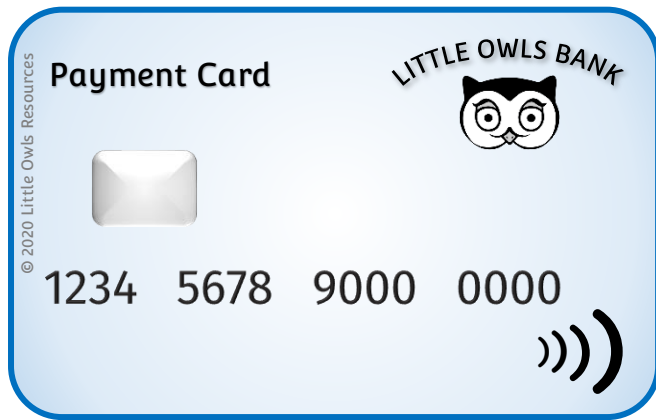 LITTLE OWLS BANK
Payment Card
© 2020 Little Owls Resources
1234 5678 9000 0000